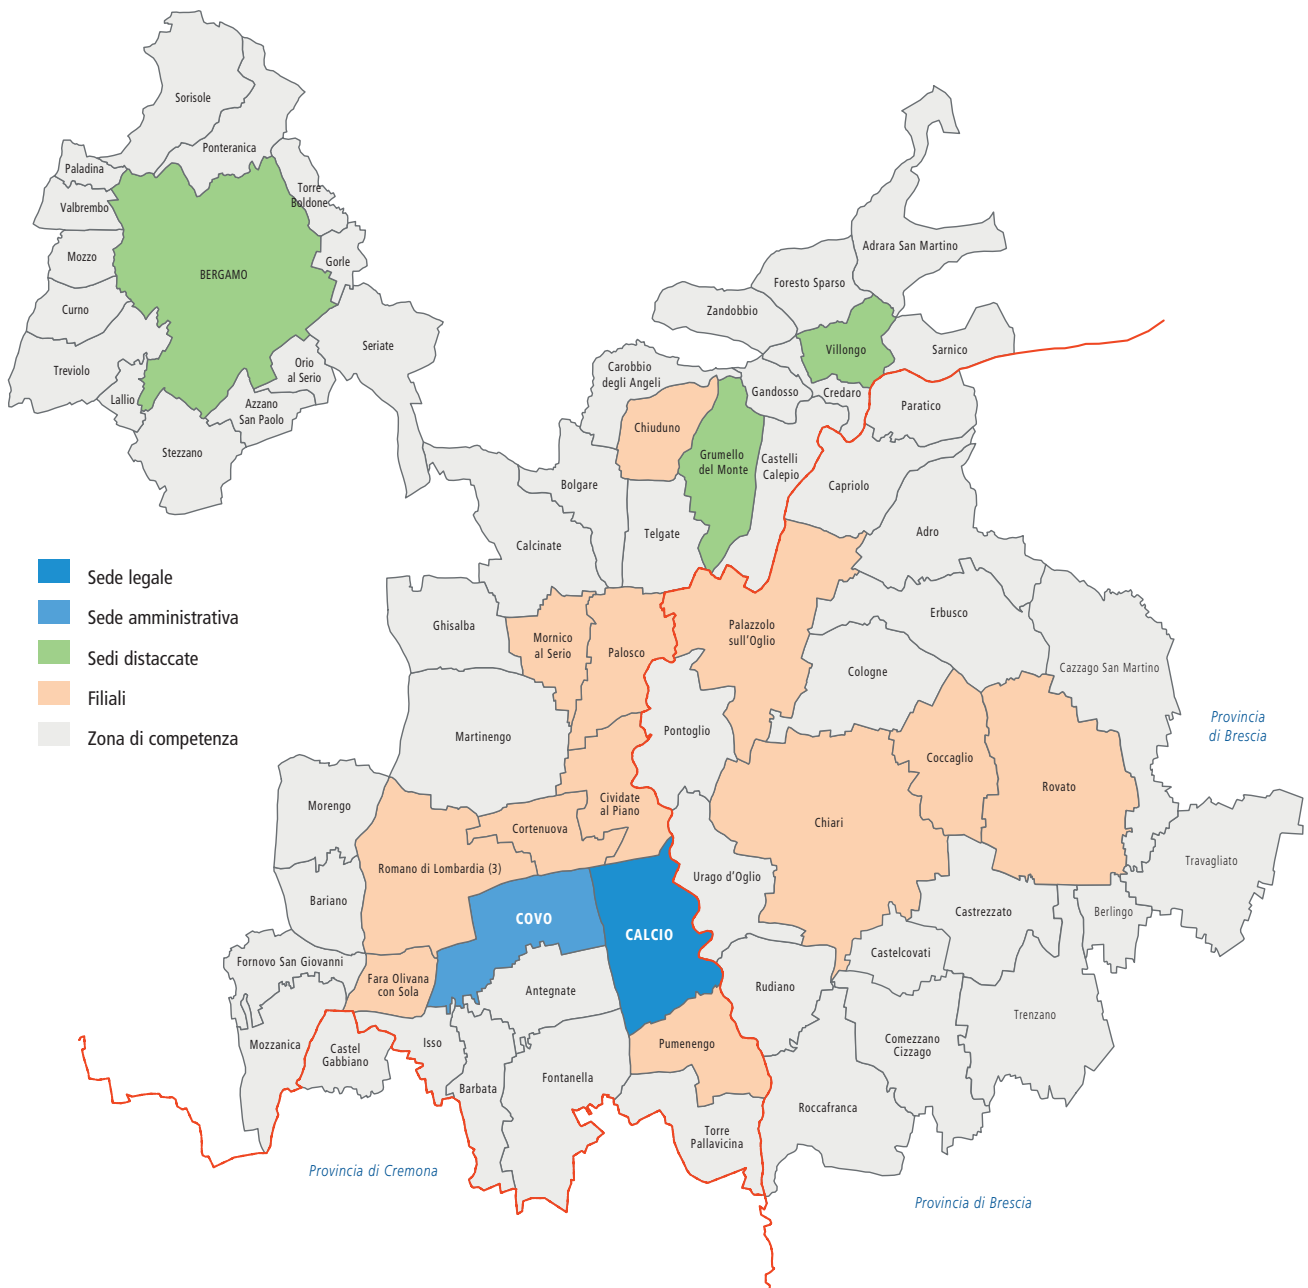 Sorisole
Ponteranica
Paladina
Torre
Boldone
Valbrembo
Mozzo
Gorle
BERGAMO
Curno
Seriate
Treviolo
Orio
al Serio
Lallio
Azzano
San Paolo
Stezzano
Adrara San Martino
Foresto Sparso
Zandobbio
Villongo
Sarnico
Carobbio
degli Angeli
Gandosso
Credaro
Paratico
Chiuduno
Grumello
del Monte
Castelli
Calepio
Bolgare
Capriolo
Telgate
Calcinate
Adro
Sede legale
Sede amministrativa
Sedi distaccate
Filiali
Zona di competenza
Ghisalba
Mornico
al Serio
Palosco
Palazzolo
sull'Oglio
Erbusco
Cologne
Cazzago San Martino
Provincia
di Brescia
Martinengo
Pontoglio
Coccaglio
Rovato
Morengo
Cividate
al Piano
Cortenuova
Chiari
Travagliato
Romano di Lombardia (3)
Urago d'Oglio
Bariano
COVO
CALCIO
Castrezzato
Berlingo
Fornovo San Giovanni
Fara Olivana
con Sola
Antegnate
Castelcovati
Rudiano
Trenzano
Mozzanica
Castel
Gabbiano
Isso
Pumenengo
Comezzano
Cizzago
Barbata
Fontanella
Roccafranca
Torre
Pallavicina
Provincia di Cremona
Provincia di Brescia